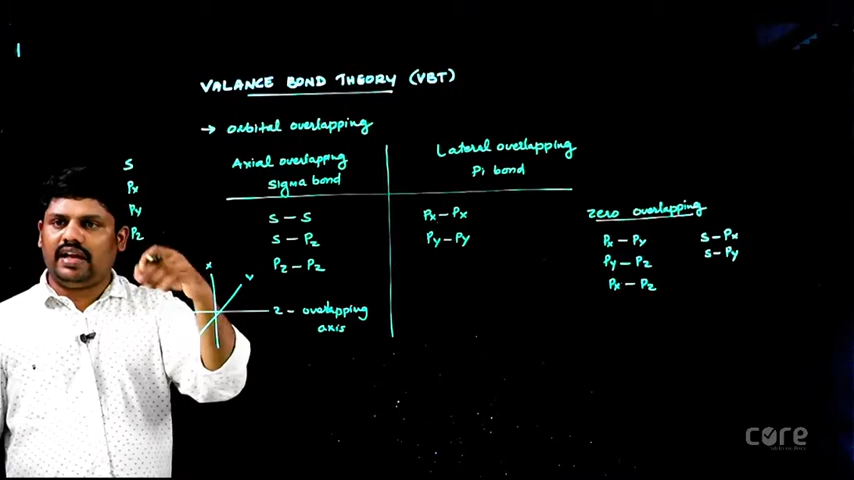 VALANCE BOND THEORY (VBT)
→ orbital overlapping
Axial overlapping
Sigma bond
S – S
S – Pz
Pz – Pz
Lateral overlapping
Pi bond
Px – Px
Py – Py
zero overlapping
Px – Py
Py – Pz
Px – Pz
S – Px
S – Py
S
Px
Py
Pz
x
y
z – overlapping
axis
core